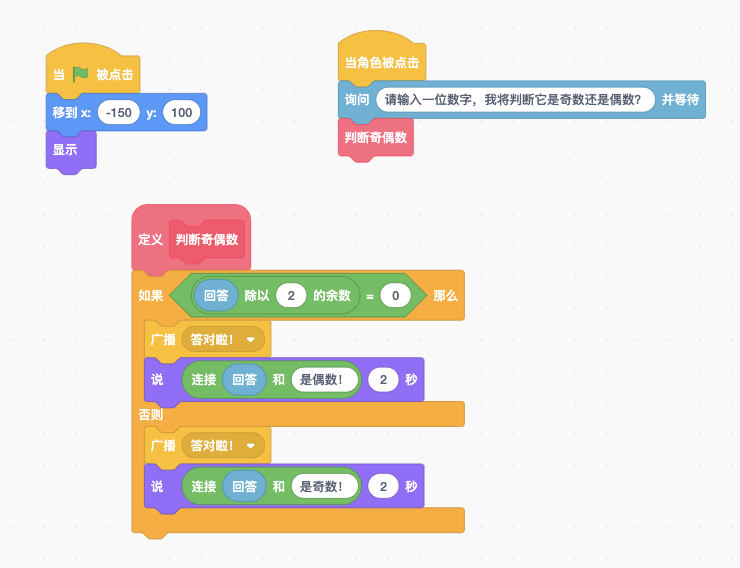 当 被点击
移到 x: -150 y: 100
显示
当角色被点击
询问 请输入一位数字，我将判断它是奇数还是偶数？ 并等待
判断奇偶数
定义 判断奇偶数
如果 回答 除以 2 的余数 = 0 那么
广播 答对啦！
说 连接 回答 和 是偶数！ 2 秒
否则
广播 答对啦！
说 连接 回答 和 是奇数！ 2 秒